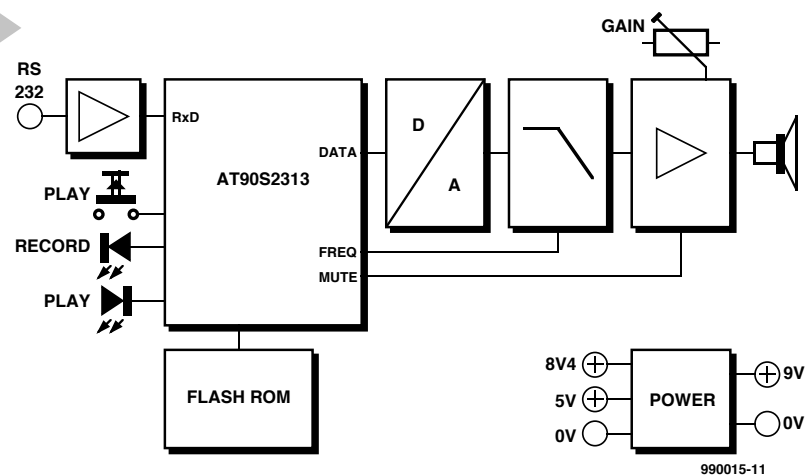 GAIN
RS
232
RxD
DATA
D
A
AT90S2313
PLAY
RECORD
FREQ
MUTE
PLAY
FLASH ROM
8V4
5V
0V
POWER
9V
0V
990015-11